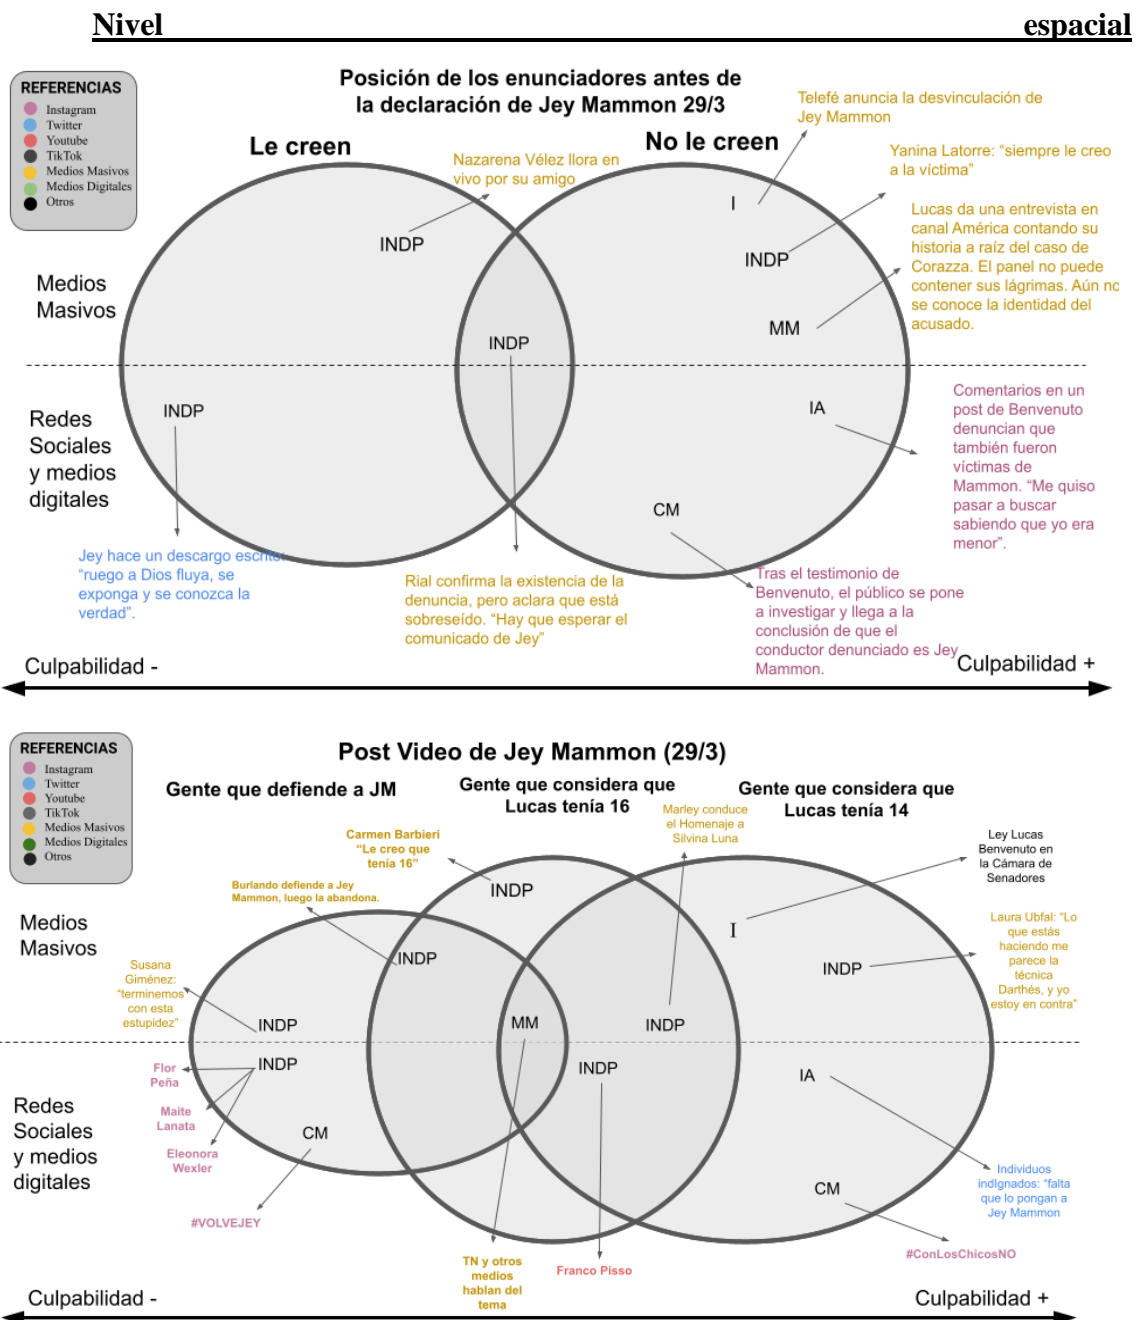 Nivel espacial
Posición de los enunciadores antes de
la declaración de Jey Mammon 29/3
REFERENCIAS
Instagram
Twitter
Youtube
TikTok
Medios Masivos
Medios Digitales
Otros
Le creen
No le creen
Telefé anuncia la desvinculación de
Jey Mammon
Nazarena Vélez llora en
vivo por su amigo
Yanina Latorre: “siempre le creo
a la víctima”
I
INDP
INDP
Lucas da una entrevista en
canal América contando su
historia a raíz del caso de
Corazza. El panel no puede
contener sus lágrimas. Aún no
se conoce la identidad del
acusado.
Medios
Masivos
MM
INDP
Redes
Sociales
y medios
digitales
INDP
IA
Comentarios en un
post de Benvenuto
denuncian que
también fueron
víctimas de
Mammon. “Me quiso
pasar a buscar
sabiendo que yo era
menor”.
CM
Jey hace un descargo escrito:
“ruego a Dios fluya, se
exponga y se conozca la
verdad”.
Rial confirma la existencia de la
denuncia, pero aclara que está
sobreseído. “Hay que esperar el
comunicado de Jey”
Tras el testimonio de
Benvenuto, el público se pone
a investigar y llega a la
conclusión de que el
conductor denunciado es Jey
Mammon.
Culpabilidad -
Culpabilidad +
REFERENCIAS
Instagram
Twitter
Youtube
TikTok
Medios Masivos
Medios Digitales
Otros
Post Video de Jey Mammon (29/3)
Gente que defiende a JM
Gente que considera que
Lucas tenía 16
Gente que considera que
Lucas tenía 14
Marley conduce
el Homenaje a
Silvina Luna
Carmen Barbieri
“Le creo que
tenía 16”
Ley Lucas
Benvenuto en
la Cámara de
Senadores
Burlando defiende a Jey
Mammon, luego la abandona.
INDP
Medios
Masivos
I
Laura Ubfal: “Lo
que estás
haciendo me
parece la
técnica
Darthés, y yo
estoy en contra”
INDP
INDP
Susana
Giménez:
“terminemos
con esta
estupidez”
INDP
MM
INDP
INDP
INDP
IA
Flor
Peña
Maite
Lanata
Eleonora
Wexler
Redes
Sociales
y medios
digitales
CM
CM
Individuos
indIgnados: “falta
que lo pongan a
Jey Mammon
#VOLVEJEY
#ConLosChicosNO
TN y otros
medios
hablan del
tema
Franco Pisso
Culpabilidad -
Culpabilidad +